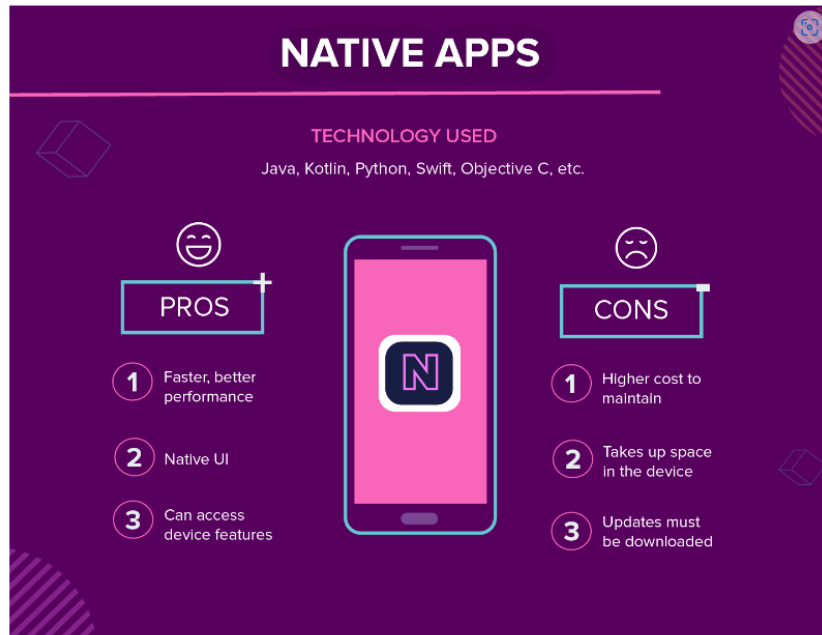 NATIVE APPS
TECHNOLOGY USED
Java, Kotlin, Python, Swift, Objective C, etc.
PROS
1
Faster, better
performance
2
Native UI
3
Can access
device features
N
CONS
1
Higher cost to
maintain
2
Takes up space
in the device
3
Updates must
be downloaded